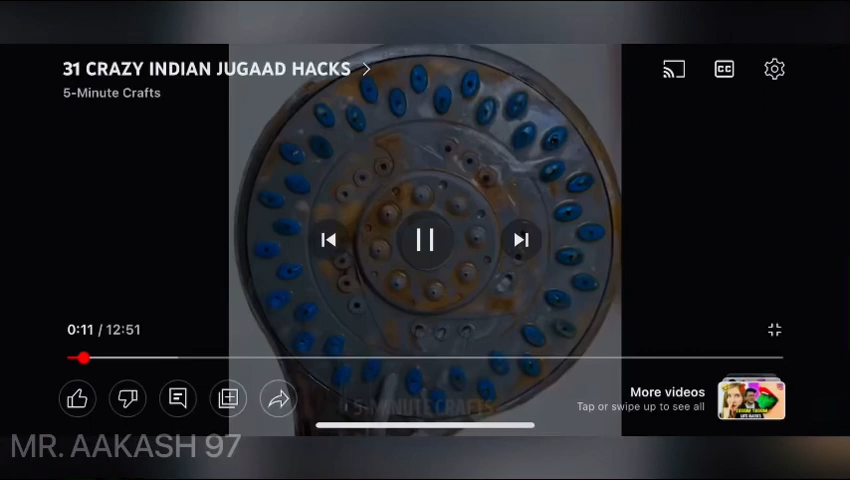 31 CRAZY INDIAN JUGAAD HACKS
5-Minute Crafts
CC
0:11 / 12:51
More videos
Tap or swipe up to see all
5-MINUTE CRAFTS
MR. AAKASH 97